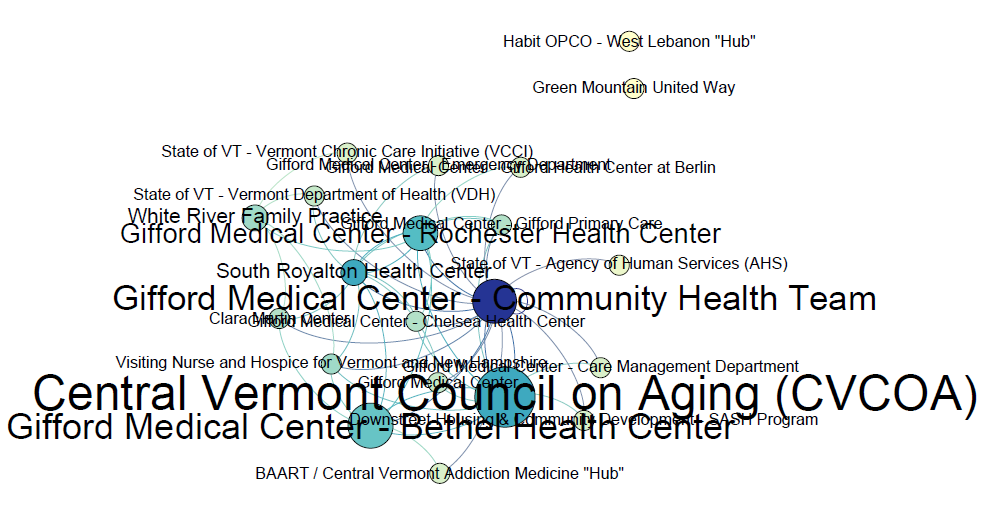 Habit OPCO - West Lebanon "Hub"
Green Mountain United Way
State of VT - Vermont Chronic Care Initiative (VCCI)
Gifford Medical Center - Emergency Department
Gifford Medical Center - Gifford Health Center at Berlin
State of VT - Vermont Department of Health (VDH)
White River Family Practice
Gifford Medical Center - Gifford Primary Care
Gifford Medical Center - Rochester Health Center
State of VT - Agency of Human Services (AHS)
South Royalton Health Center
Gifford Medical Center - Community Health Team
Clara Martin Center
Gifford Medical Center - Chelsea Health Center
Visiting Nurse and Hospice for Vermont and New Hampshire
Gifford Medical Center - Care Management Department
Gifford Medical Center
Central Vermont Council on Aging (CVCOA)
Downstreet Housing & Community Development - SASH Program
Gifford Medical Center - Bethel Health Center
BAART / Central Vermont Addiction Medicine "Hub"